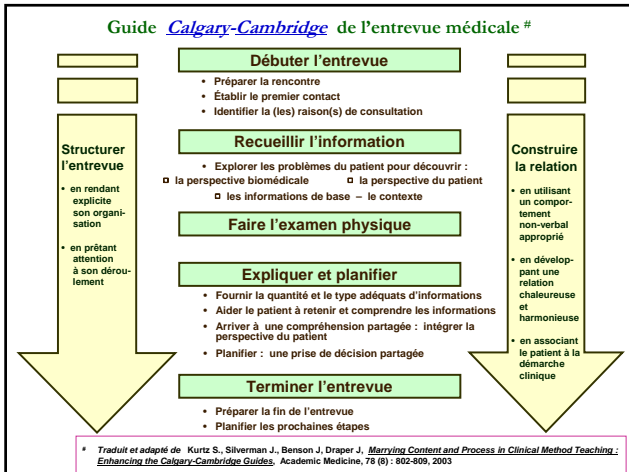 Guide Calgary-Cambridge de l'entrevue médicale #
Débuter l'entrevue
• Préparer la rencontre
• Établir le premier contact
• Identifier la (les) raison(s) de consultation
Structurer
l'entrevue
• en rendant
explicite
son organi-
sation
• en prêtant
attention
à son dérou-
lement
Recueillir l'information
• Explorer les problèmes du patient pour découvrir :
la perspective biomédicale la perspective du patient
les informations de base – le contexte
Faire l'examen physique
Expliquer et planifier
• Fournir la quantité et le type adéquats d'informations
• Aider le patient à retenir et comprendre les informations
• Arriver à une compréhension partagée : intégrer la
perspective du patient
• Planifier : une prise de décision partagée
Terminer l'entrevue
• Préparer la fin de l'entrevue
• Planifier les prochaines étapes
Construire
la relation
• en utilisant
un compor-
tement
non-verbal
approprié
• en dévelop-
pant une
relation
chaleureuse
et
harmonieuse
• en associant
le patient à la
démarche
clinique
# Traduit et adapté de Kurtz S., Silverman J., Benson J, Draper J, Marrying Content and Process in Clinical Method Teaching :
Enhancing the Calgary-Cambridge Guides, Academic Medicine, 78 (8) : 802-809, 2003